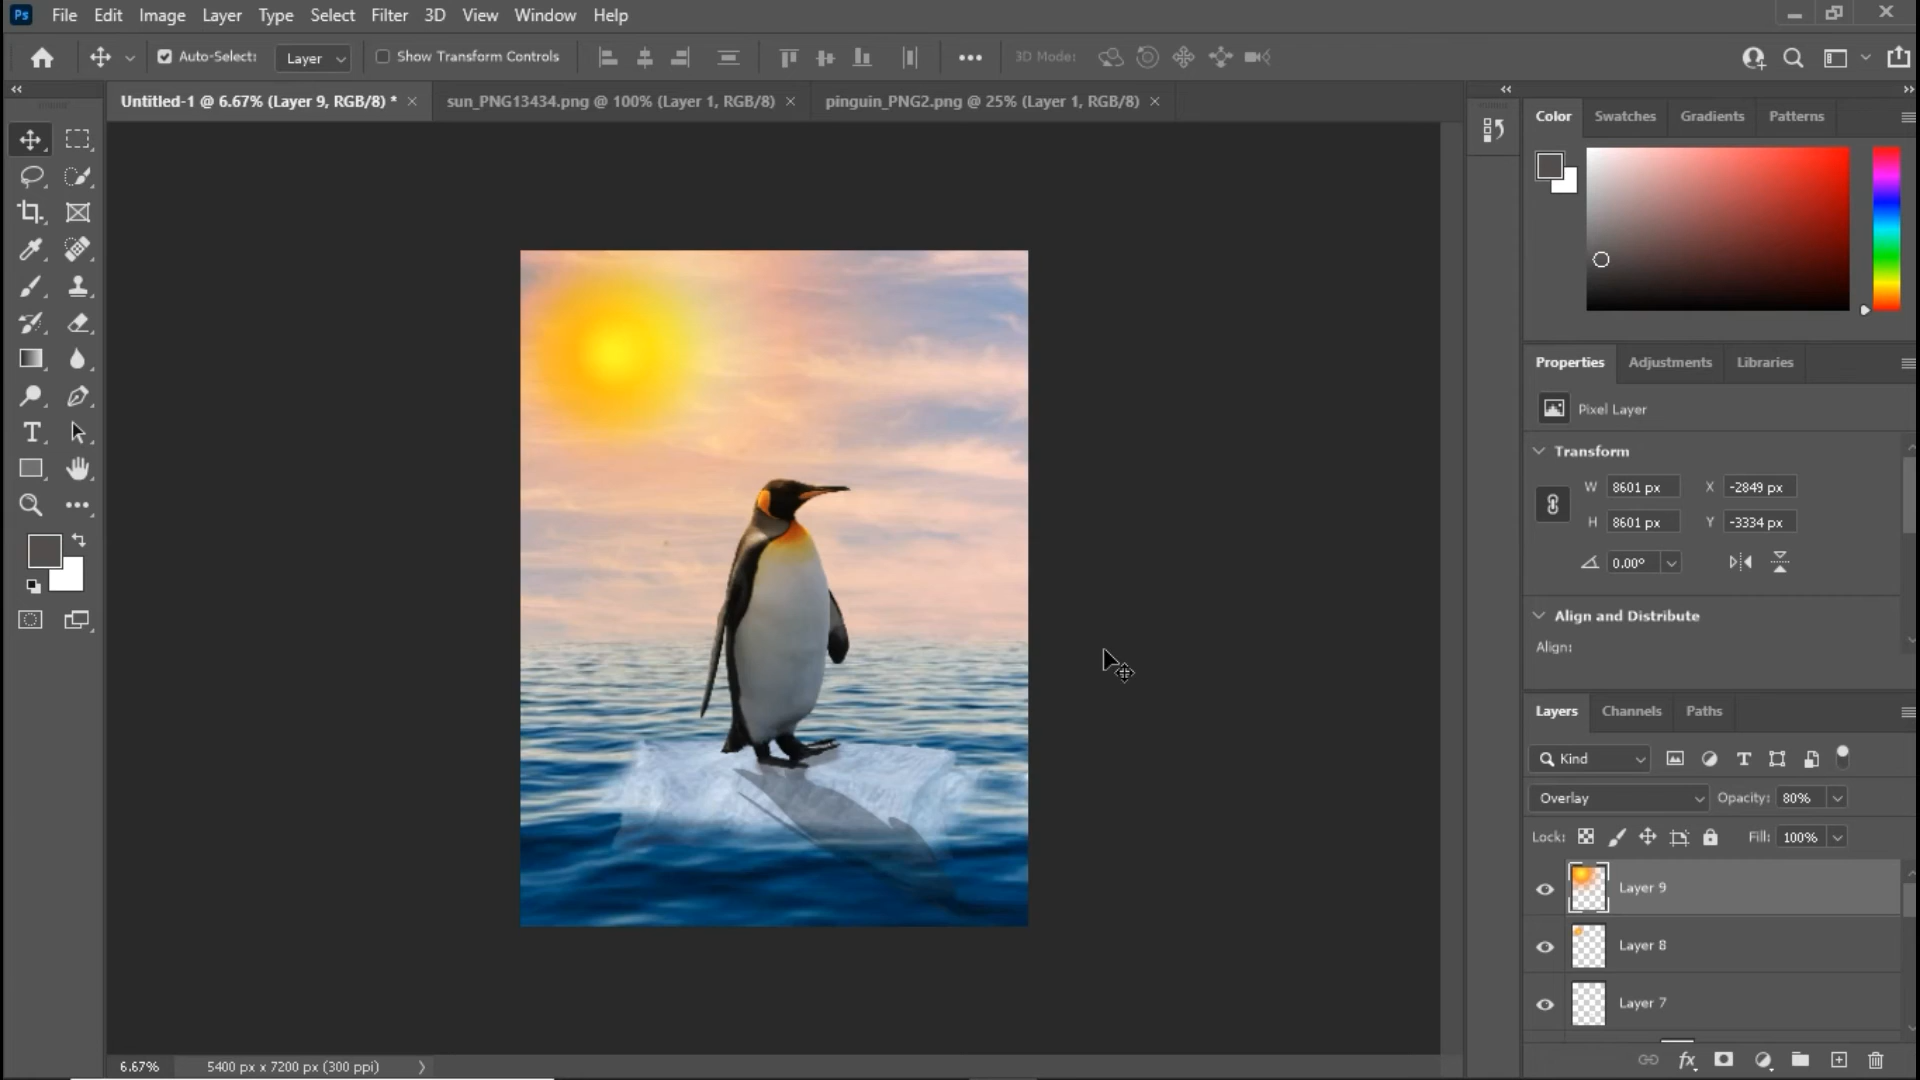 Ps File Edit Image Layer Type Select Filter 3D View Window Help
Auto-Select: Layer Show Transform Controls 3D Mode:
Untitled-1 @ 6.67% (Layer 9, RGB/8) * sun_PNG13434.png @ 100% (Layer 1, RGB/8) pinguin_PNG2.png @ 25% (Layer 1, RGB/8)
Color Swatches Gradients Patterns
Properties Adjustments Libraries
Pixel Layer
Transform
W 8601 px X -2849 px
H 8601 px Y -3334 px
0.00°
Align and Distribute
Align:
Layers Channels Paths
Kind
Overlay Opacity: 80%
Lock: Fill: 100%
Layer 9
Layer 8
Layer 7
fx
6.67% 5400 px x 7200 px (300 ppi)